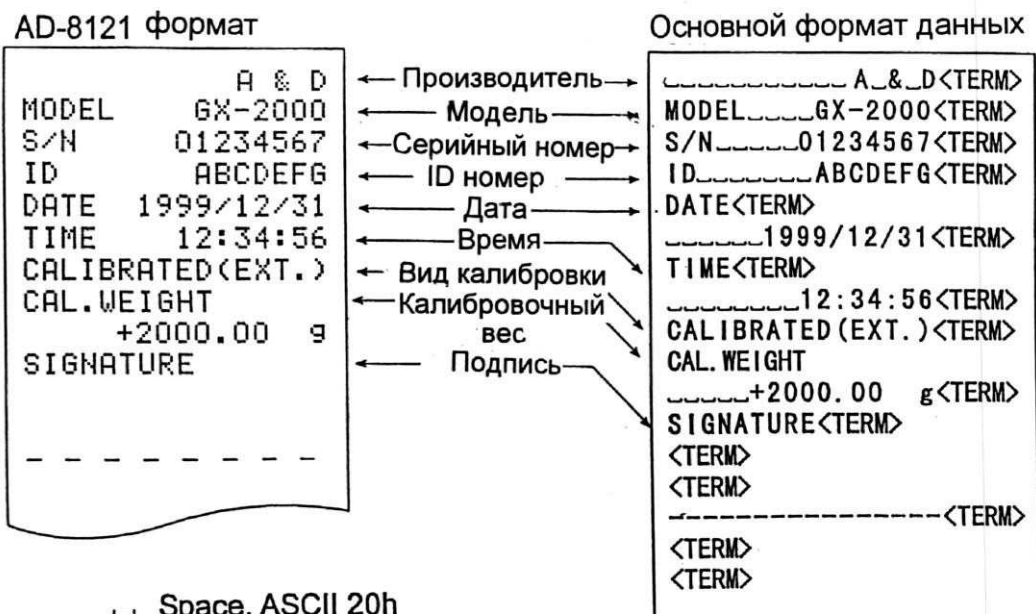 AD-8121 формат
A & D
MODEL GX-2000
S/N 01234567
ID ABCDEFG
DATE 1999/12/31
TIME 12:34:56
CALIBRATED(EXT.)
CAL.WEIGHT
+2000.00 g
SIGNATURE
- - - - - - - -
Производитель
Модель
Серийный номер
ID номер
Дата
Время
Вид калибровки
Калибровочный
вес
Подпись
Основной формат данных
␣␣␣␣␣␣␣␣␣␣␣ A␣&␣D<TERM>
MODEL␣␣␣␣GX-2000<TERM>
S/N␣␣␣␣␣01234567<TERM>
ID␣␣␣␣␣␣␣ABCDEFG<TERM>
DATE<TERM>
␣␣␣␣␣␣1999/12/31<TERM>
TIME<TERM>
␣␣␣␣␣␣␣␣12:34:56<TERM>
CALIBRATED(EXT.)<TERM>
CAL.WEIGHT
␣␣␣␣␣+2000.00 g<TERM>
SIGNATURE<TERM>
<TERM>
<TERM>
----------------<TERM>
<TERM>
<TERM>
␣ Space, ASCII 20h